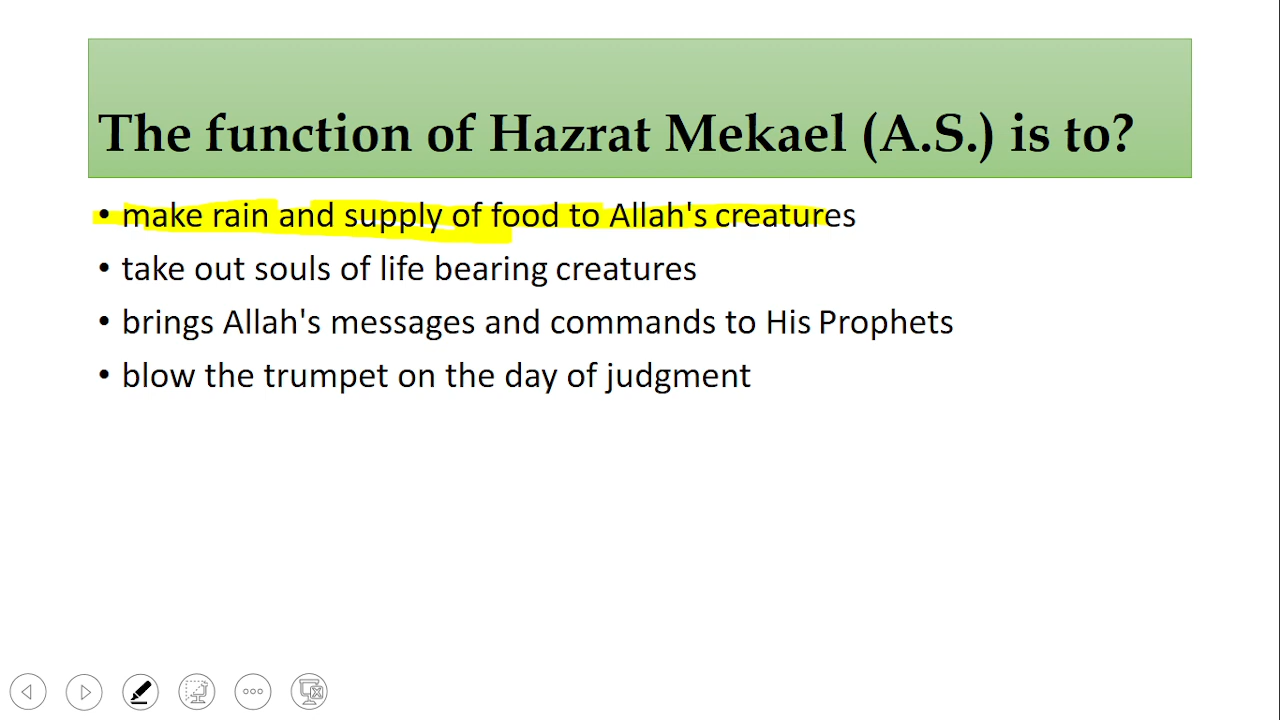 The function of Hazrat Mekael (A.S.) is to?
• make rain and supply of food to Allah's creatures
• take out souls of life bearing creatures
• brings Allah's messages and commands to His Prophets
• blow the trumpet on the day of judgment